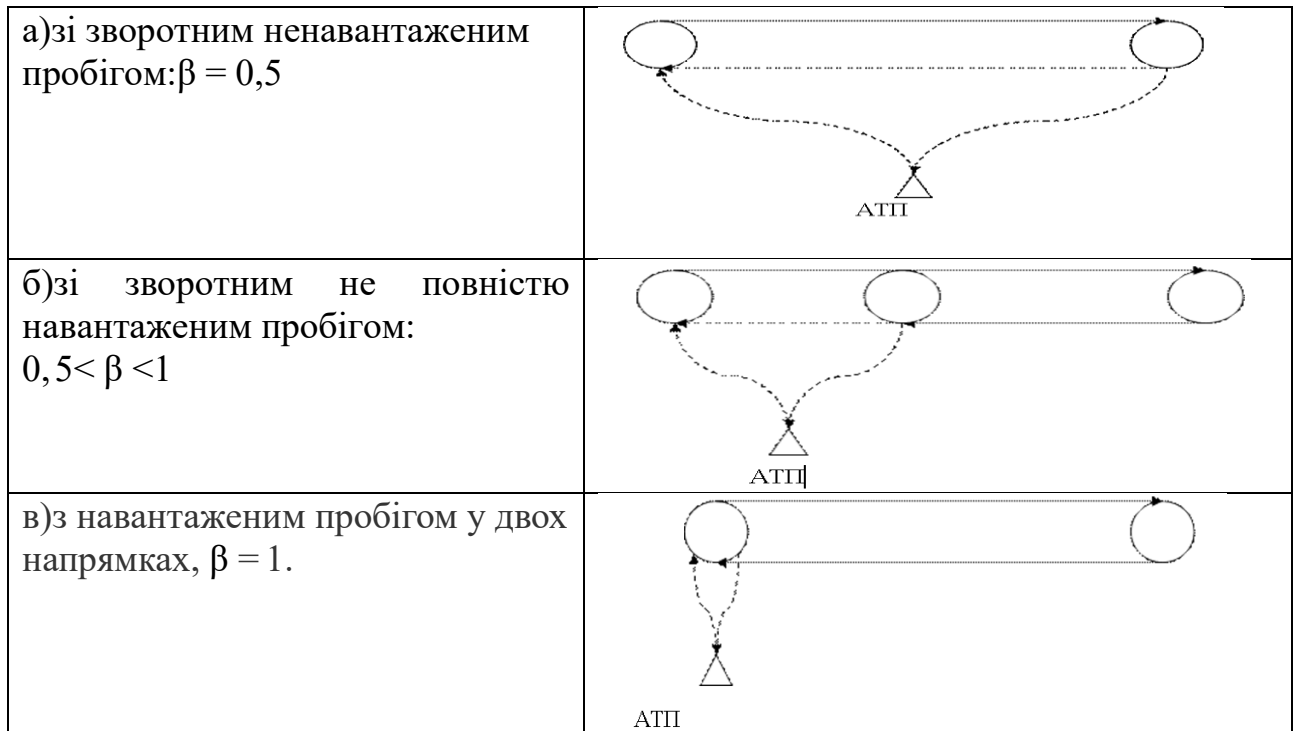 а)зі зворотним ненавантаженим
пробігом:β = 0,5
АТП
б)зі зворотним не повністю
навантаженим пробігом:
0, 5< β <1
АТП
в)з навантаженим пробігом у двох
напрямках, β = 1.
АТП